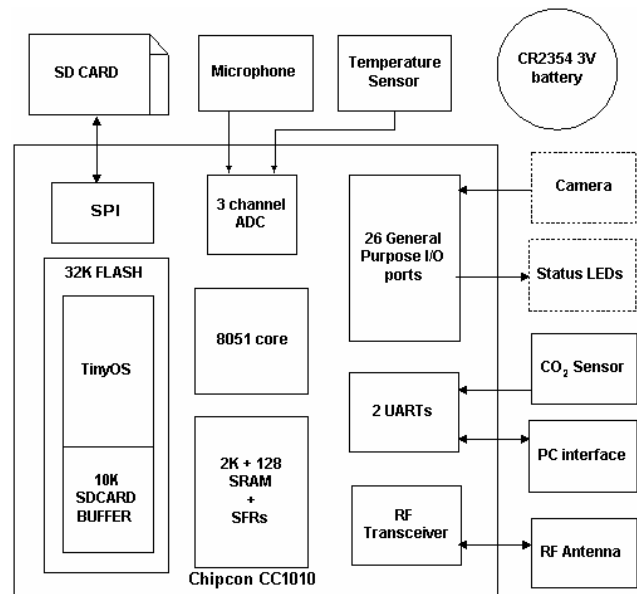 SD CARD
Microphone
Temperature
Sensor
CR2354 3V
battery
SPI
3 channel
ADC
26 General
Purpose I/O
ports
Camera
Status LEDs
32K FLASH
TinyOS
10K
SDCARD
BUFFER
8051 core
2K + 128
SRAM
+
SFRs
2 UARTs
CO₂ Sensor
PC interface
RF
Transceiver
RF Antenna
Chipcon CC1010